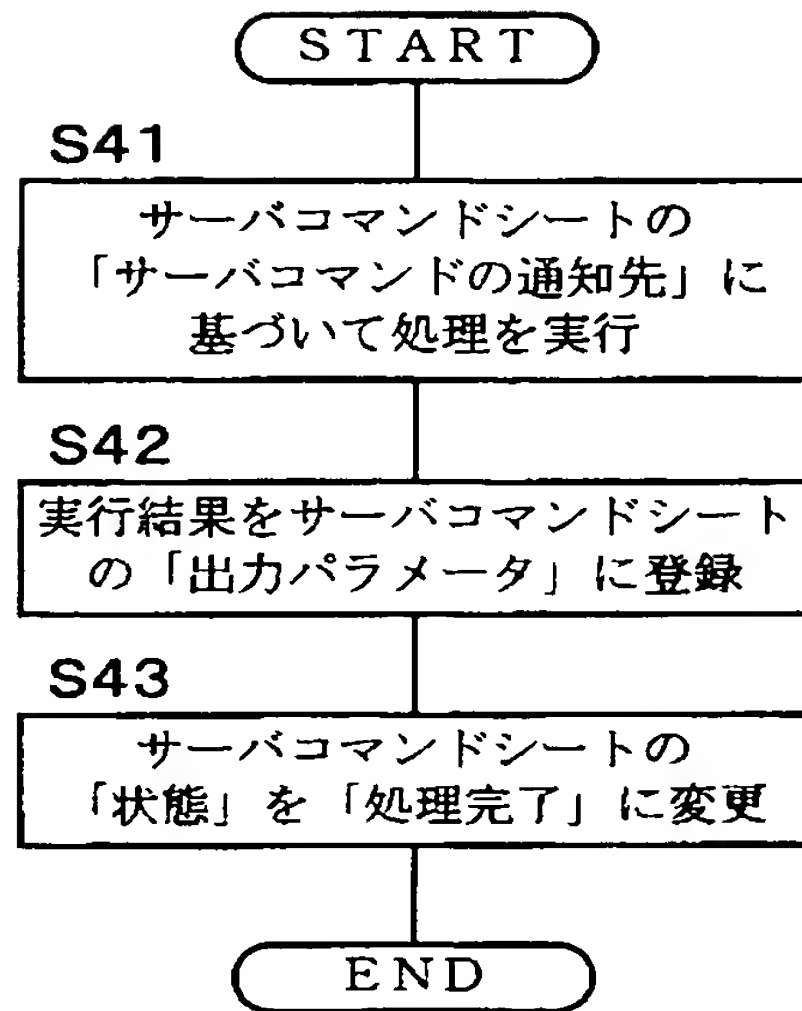 START
S41
サーバコマンドシートの
「サーバコマンドの通知先」に
基づいて処理を実行
S42
実行結果をサーバコマンドシート
の「出力パラメータ」に登録
S43
サーバコマンドシートの
「状態」を「処理完了」に変更
END